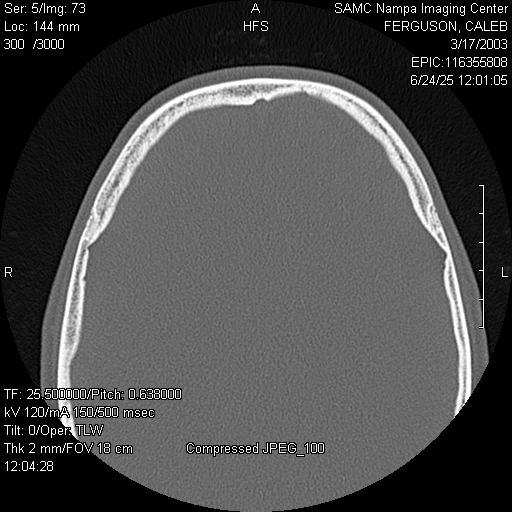 Ser: 5/Img: 73
Loc: 144 mm
300 /3000
A
HFS
SAMC Nampa Imaging Center
FERGUSON, CALEB
3/17/2003
EPIC:116355808
6/24/25 12:01:05
R
L
TF: 25.500000/Pitch: 0.638000
kV 120/mA 150/500 msec
Tilt: 0/Oper: TLW
Thk 2 mm/FOV 18 cm
Compressed JPEG_100
12:04:28